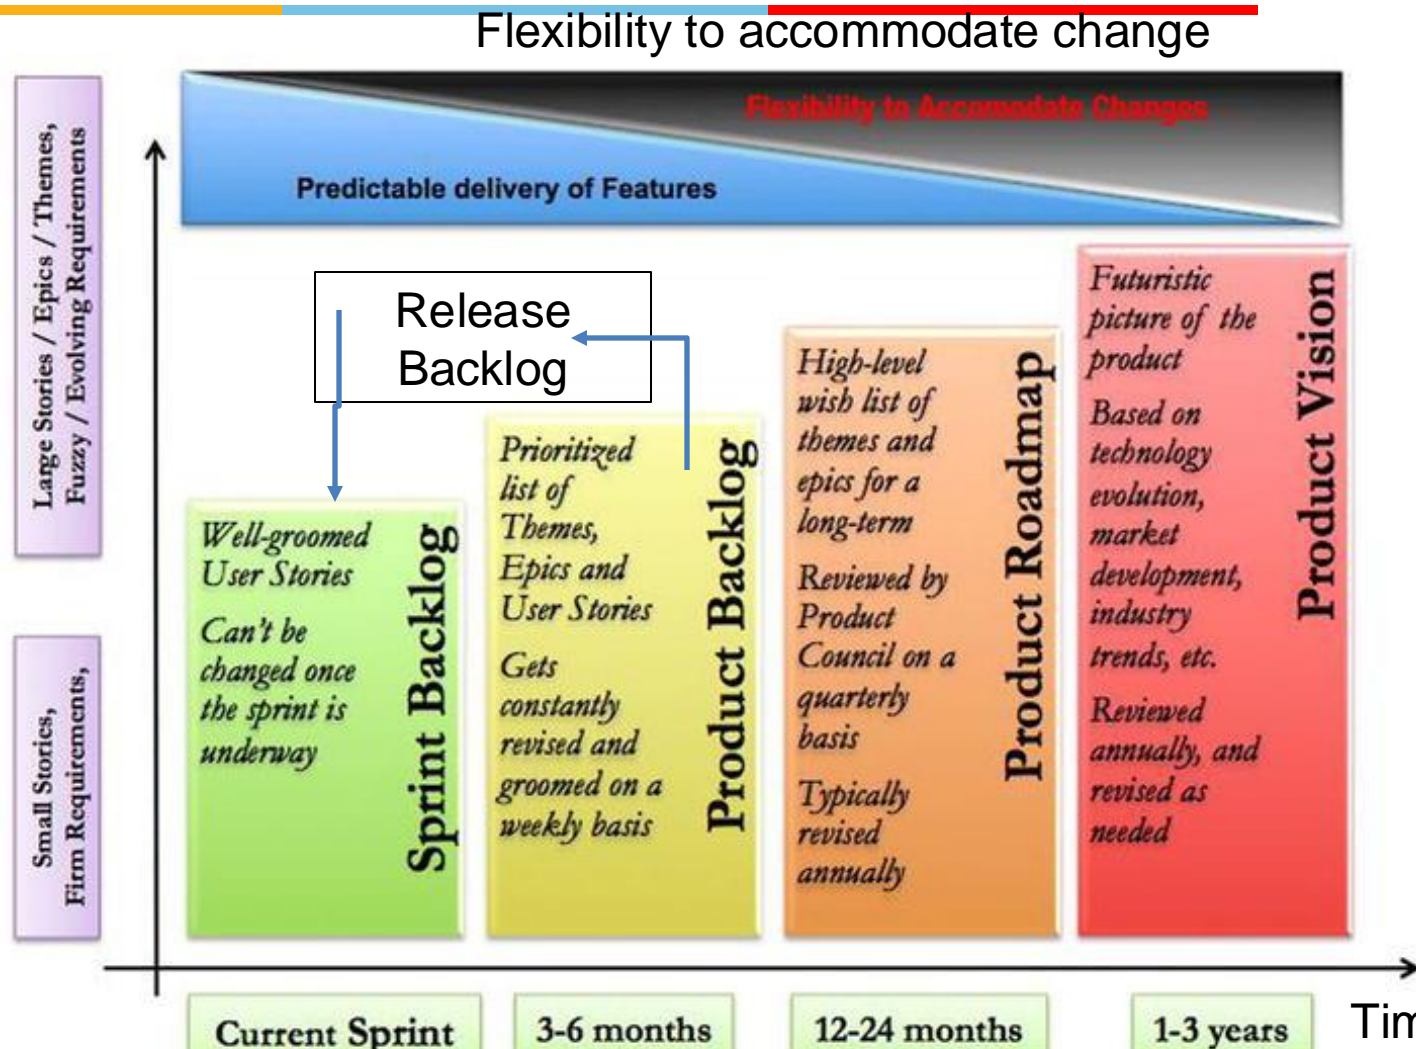 Flexibility to accommodate change
Flexibility to Accomodate Changes
Predictable delivery of Features
Large Stories / Epics / Themes,
Fuzzy / Evolving Requirements
Small Stories,
Firm Requirements,
Release
Backlog
Well-groomed
User Stories
Can't be
changed once
the sprint is
underway
Sprint Backlog
Prioritized
list of
Themes,
Epics and
User Stories
Gets
constantly
revised and
groomed on a
weekly basis
Product Backlog
High-level
wish list of
themes and
epics for a
long-term
Reviewed by
Product
Council on a
quarterly
basis
Typically
revised
annually
Product Roadmap
Futuristic
picture of the
product
Based on
technology
evolution,
market
development,
industry
trends, etc.
Reviewed
annually, and
revised as
needed
Product Vision
Current Sprint
3-6 months
12-24 months
1-3 years
Tim